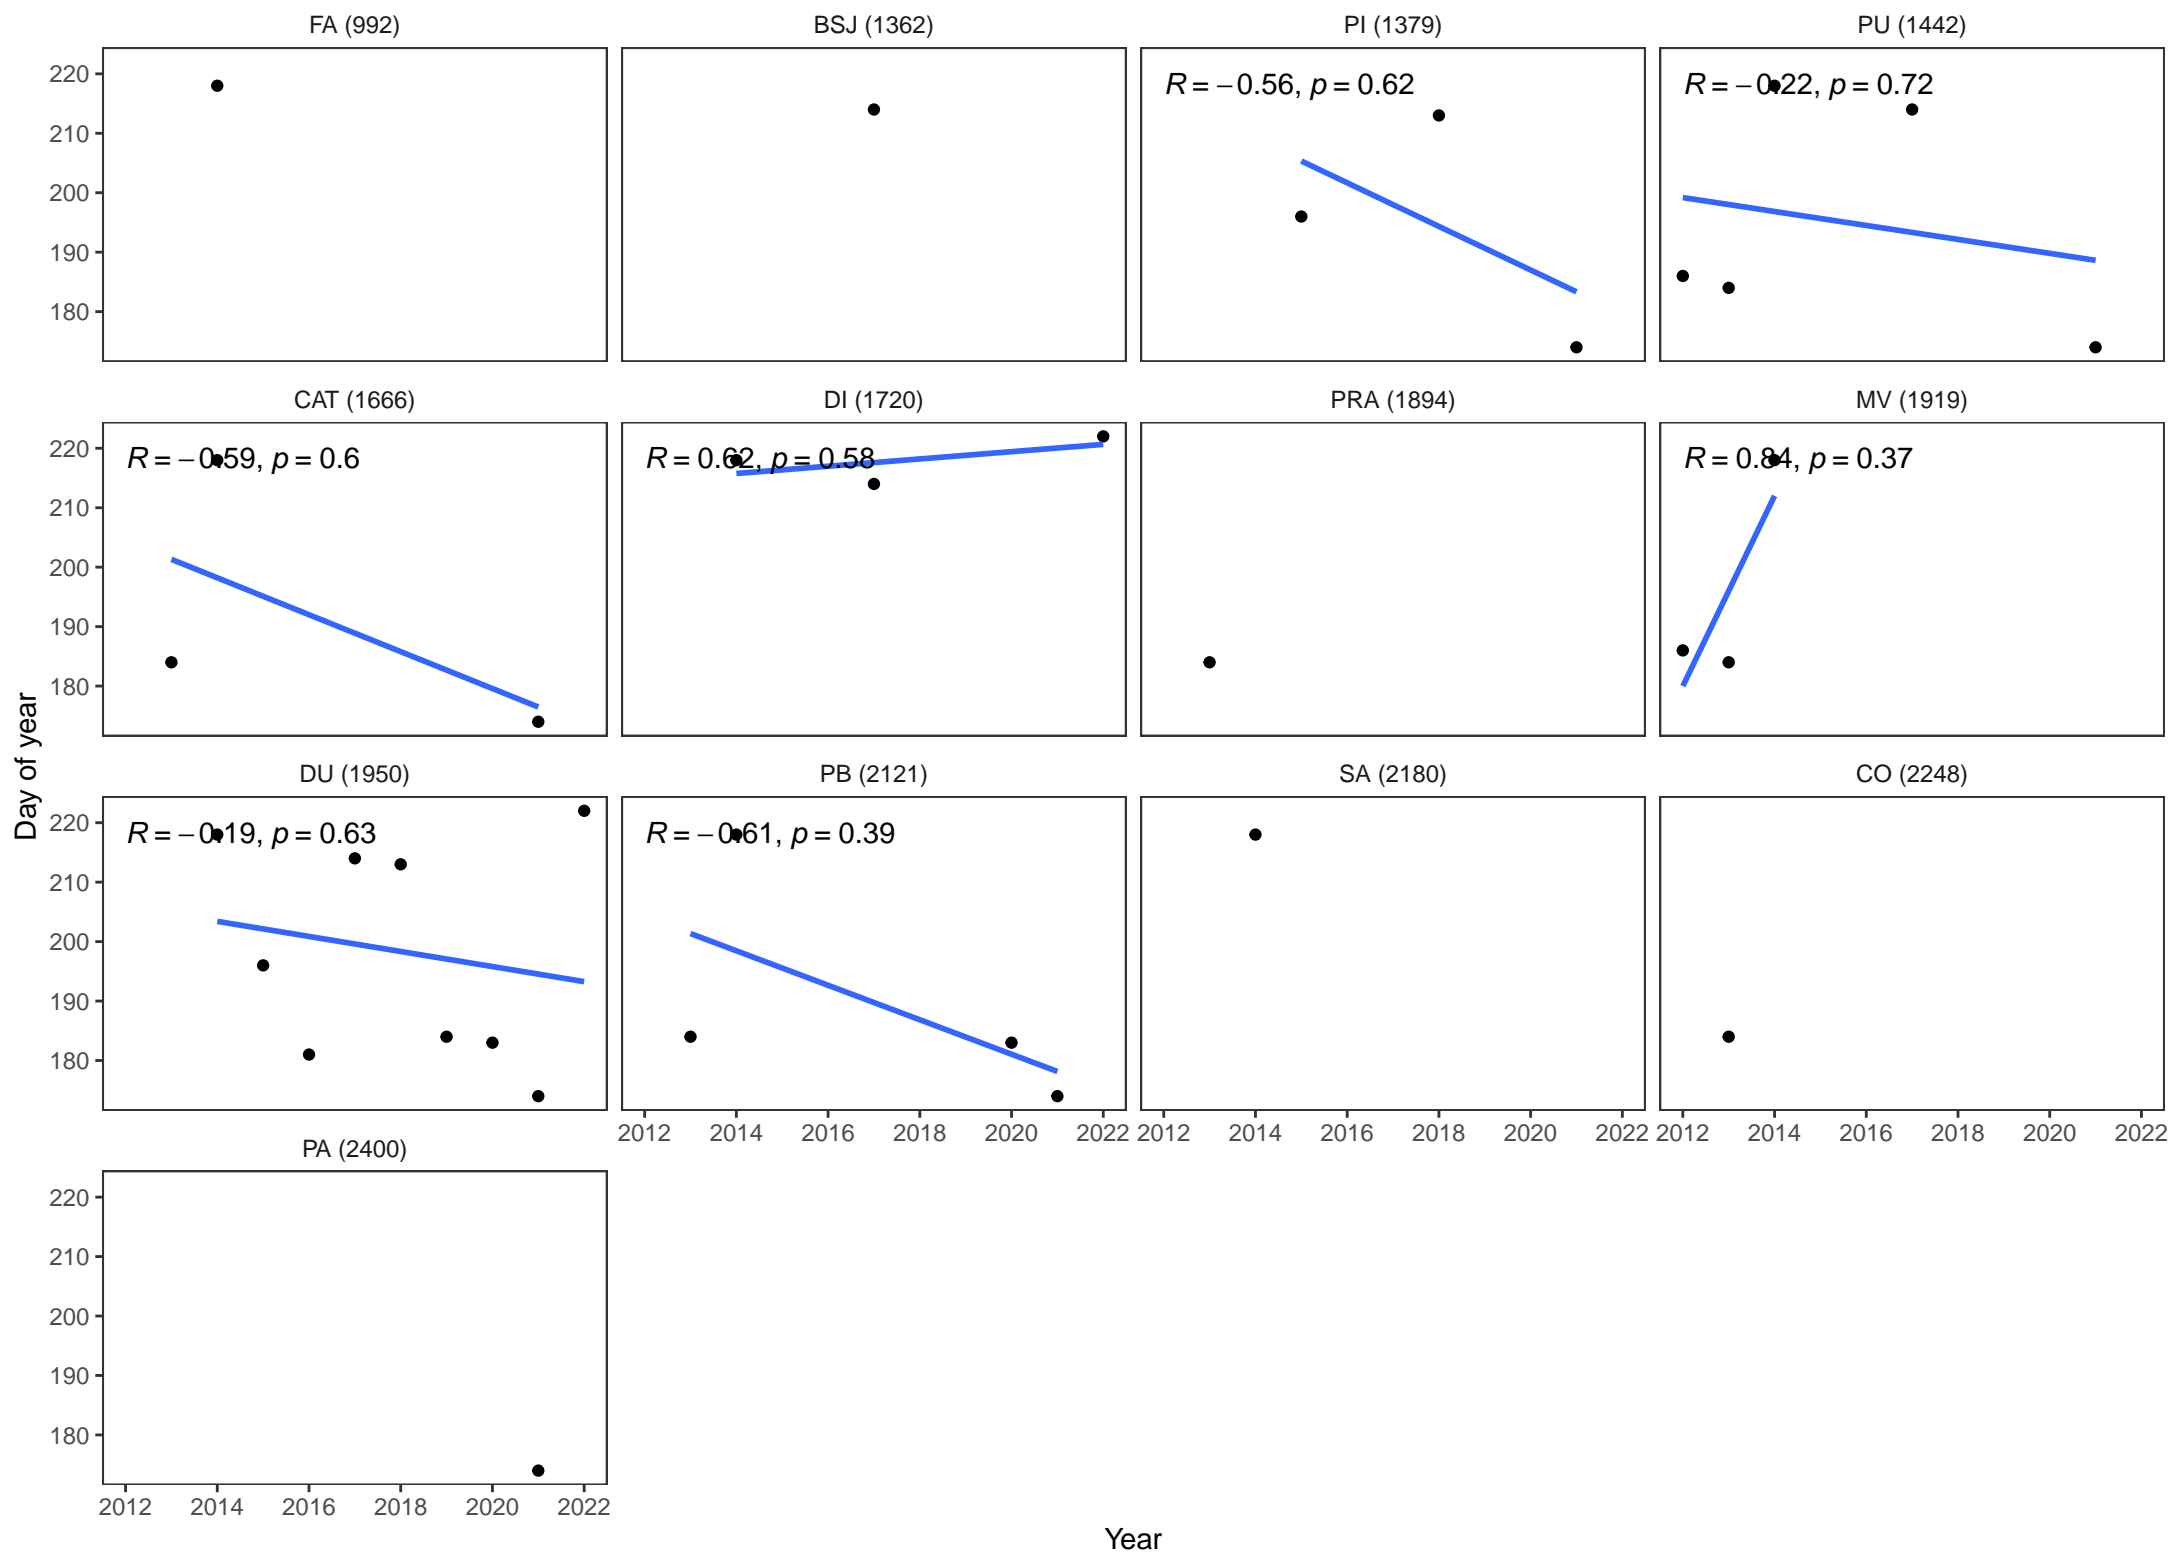 FA (992) BSJ (1362) PI (1379) PU (1442)
220
210
200
190
180
R = −0.56, p = 0.62
R = −0.22, p = 0.72
CAT (1666) DI (1720) PRA (1894) MV (1919)
220
210
200
190
180
R = −0.59, p = 0.6
R = 0.62, p = 0.58
R = 0.84, p = 0.37
Day of year
DU (1950) PB (2121) SA (2180) CO (2248)
220
210
200
190
180
R = −0.19, p = 0.63
R = −0.61, p = 0.39
2012 2014 2016 2018 2020 2022 2012 2014 2016 2018 2020 2022 2012 2014 2016 2018 2020 2022
PA (2400)
220
210
200
190
180
2012 2014 2016 2018 2020 2022
Year